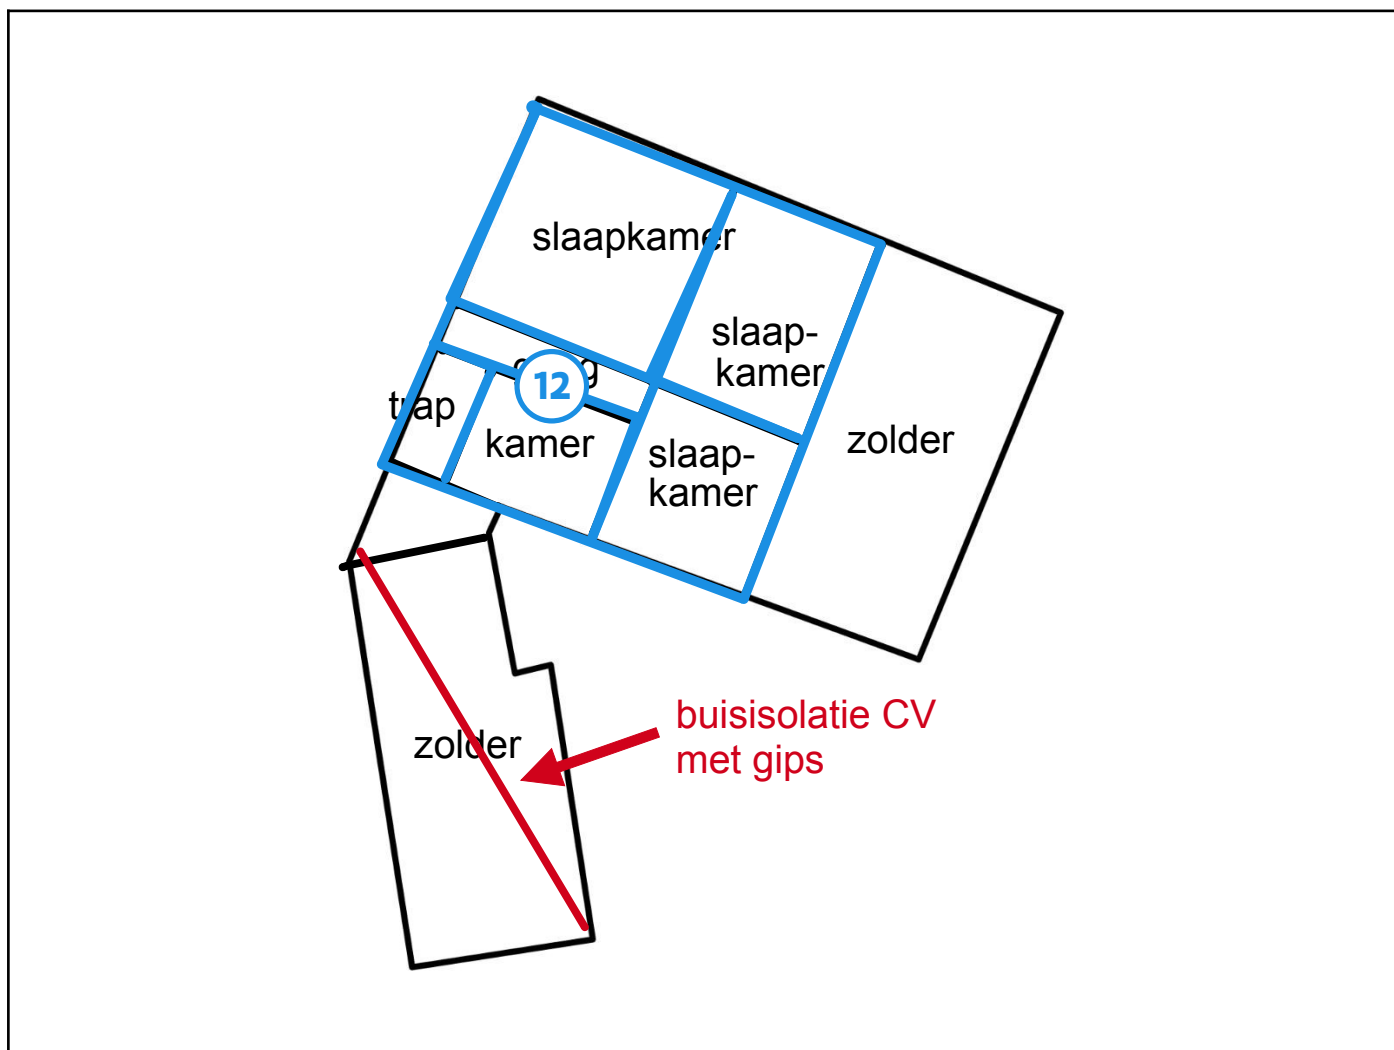 slaapkamer
slaap-
kamer
12
trap
kamer
slaap-
kamer
zolder
buisisolatie CV
met gips
zolder